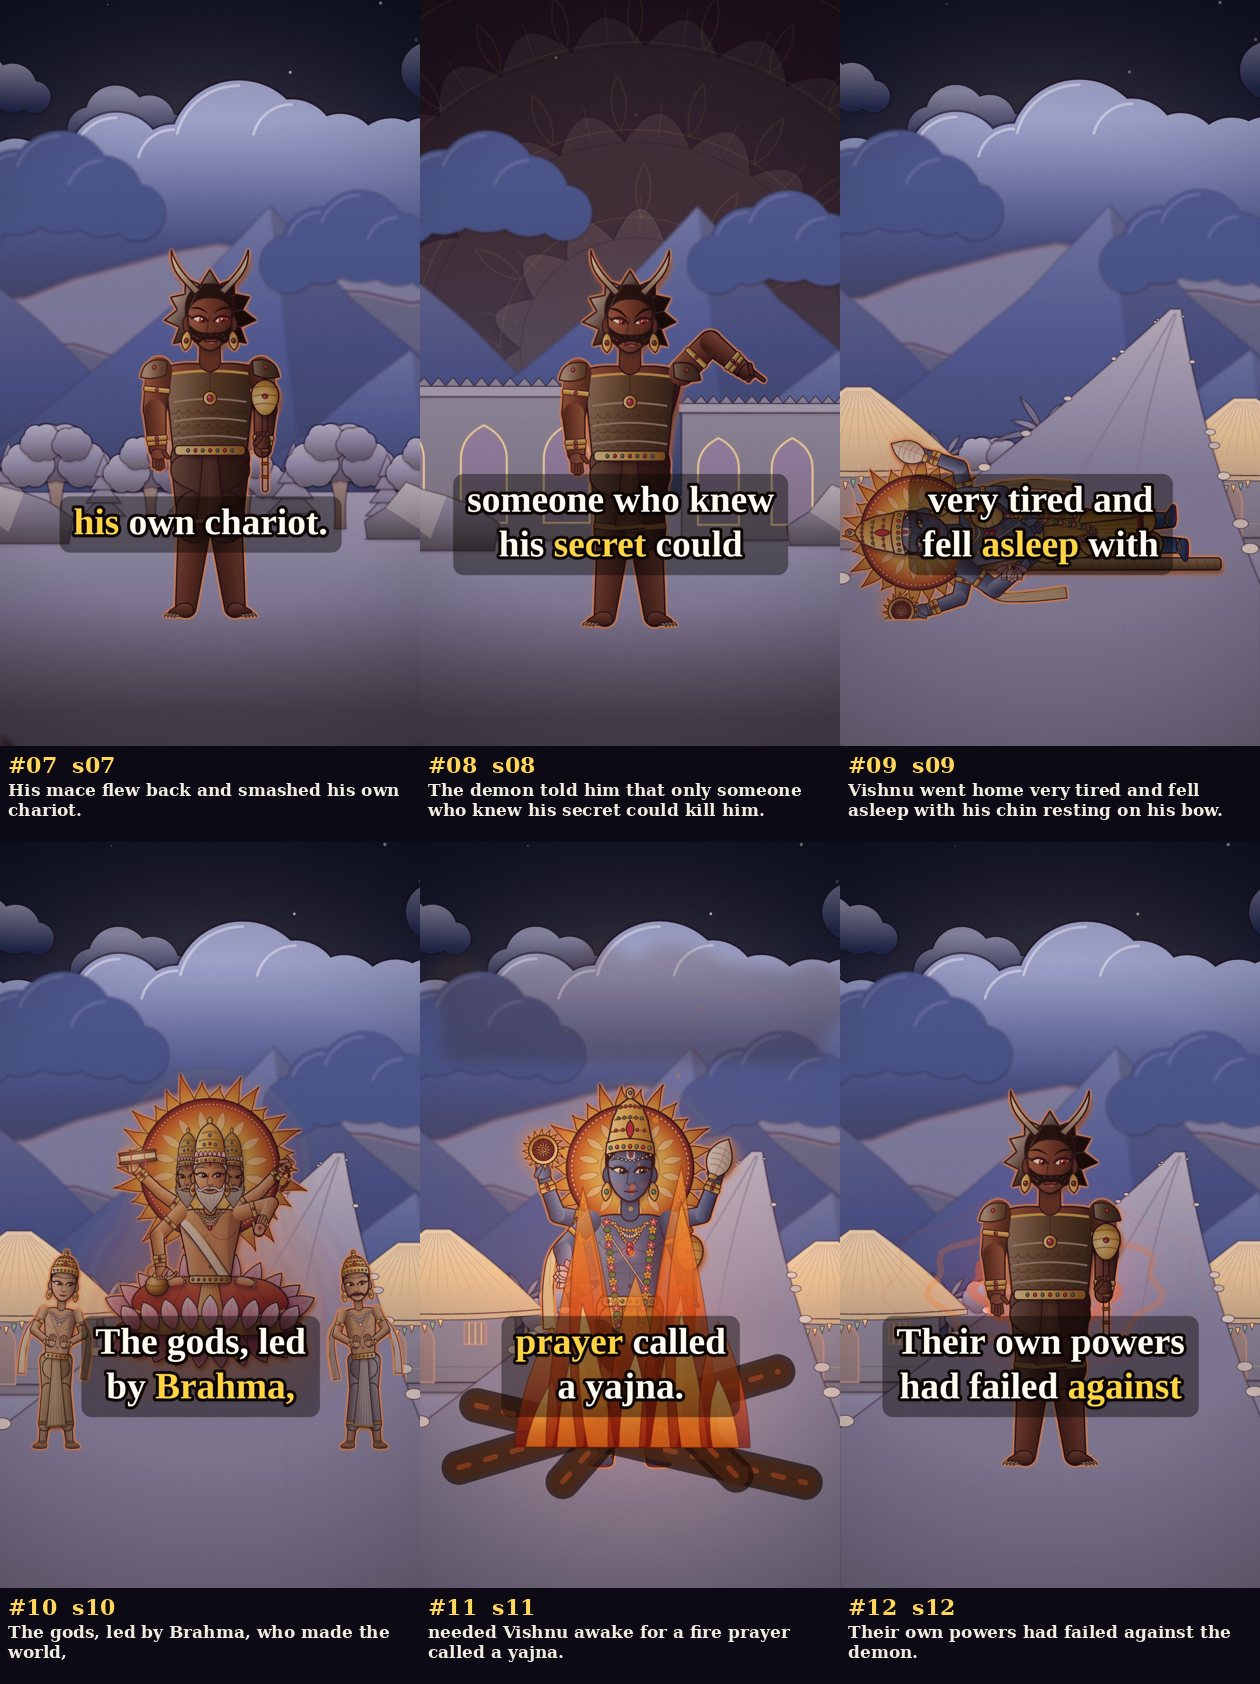 his own chariot.
#07 s07
His mace flew back and smashed his own
chariot.
someone who knew
his secret could
#08 s08
The demon told him that only someone
who knew his secret could kill him.
very tired and
fell asleep with
#09 s09
Vishnu went home very tired and fell
asleep with his chin resting on his bow.
The gods, led
by Brahma,
#10 s10
The gods, led by Brahma, who made the
world,
prayer called
a yajna.
#11 s11
needed Vishnu awake for a fire prayer
called a yajna.
Their own powers
had failed against
#12 s12
Their own powers had failed against the
demon.